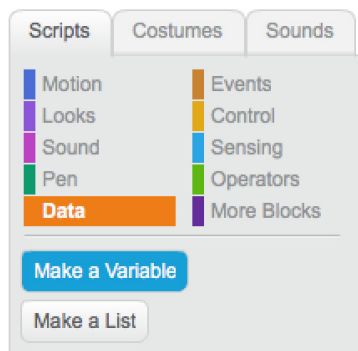 Scripts Costumes Sounds
Motion Events
Looks Control
Sound Sensing
Pen Operators
Data More Blocks
Make a Variable
Make a List